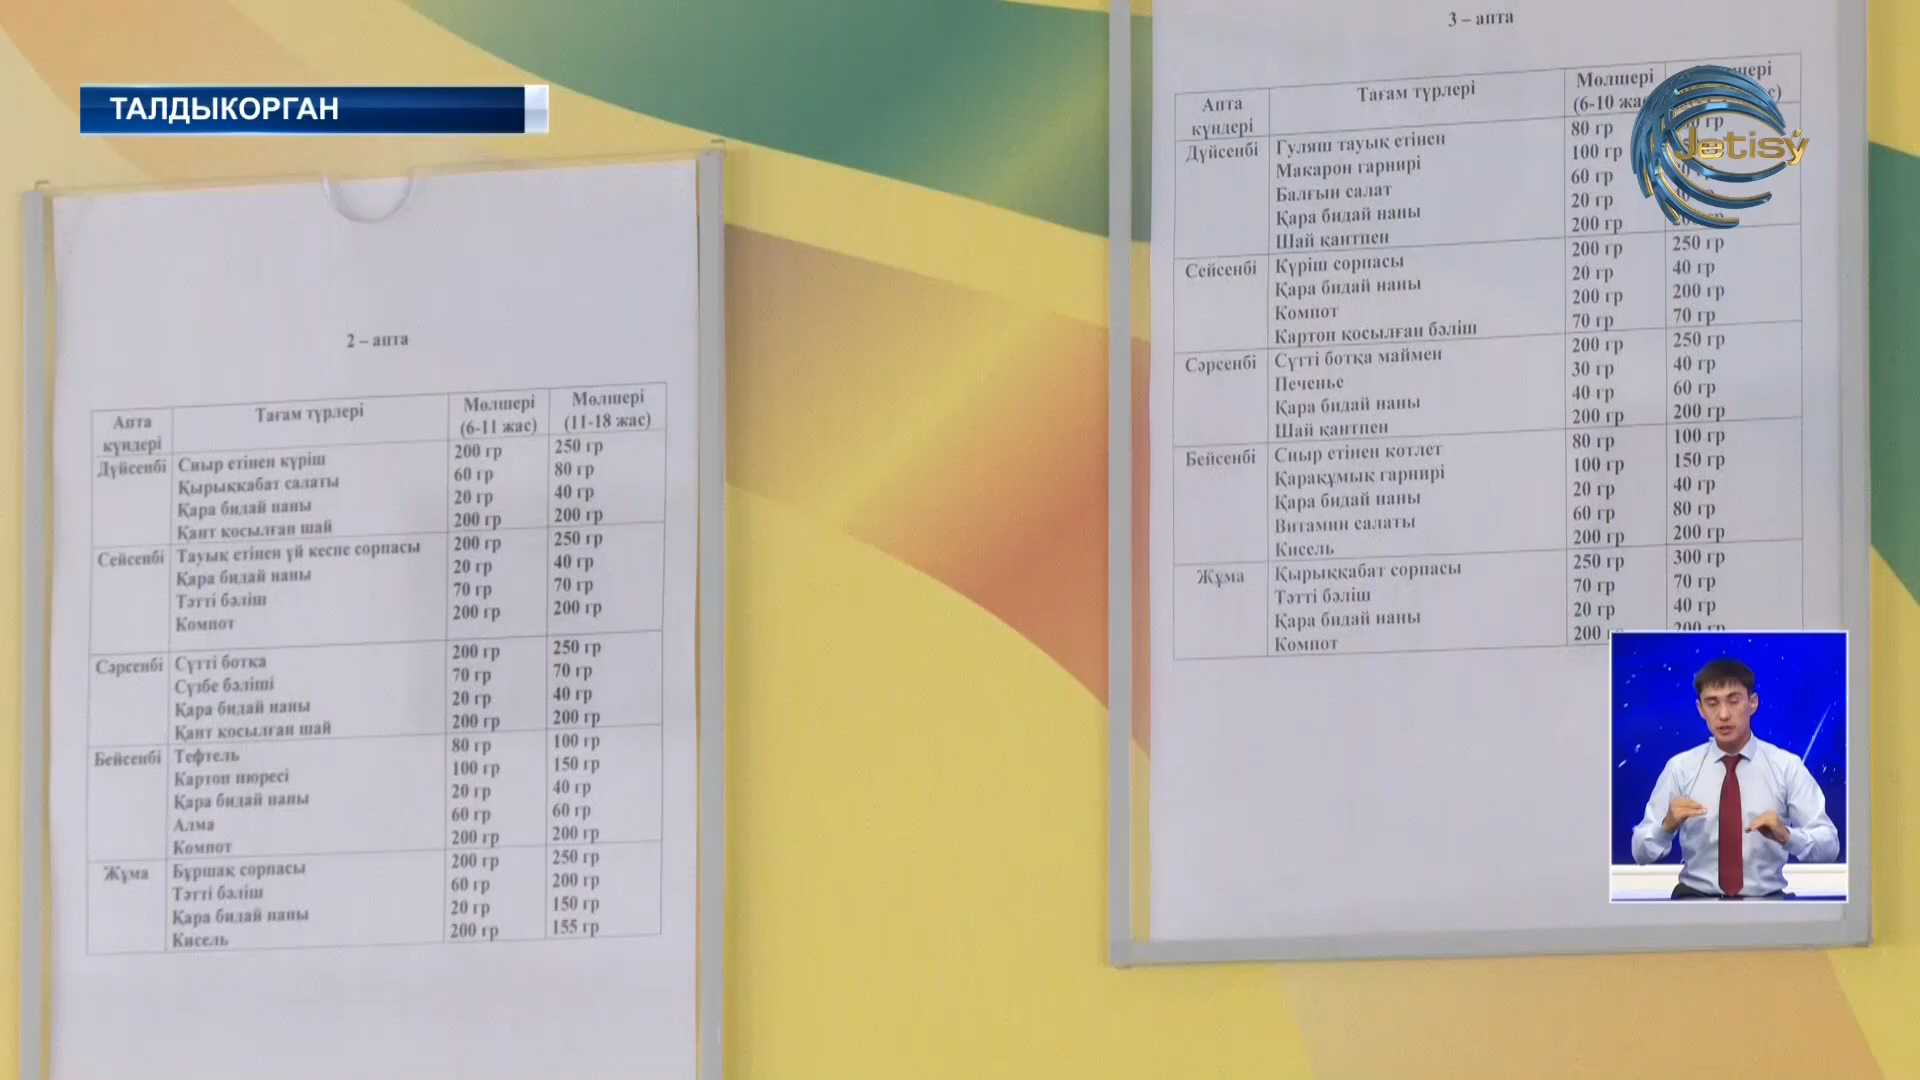 ТАЛДЫКОРГАН
Jetisý
2 – апта
Апта күндері | Тағам түрлері | Мөлшері (6-11 жас) | Мөлшері (11-18 жас)
Дүйсенбі | Сиыр етінен күріш | 200 гр | 250 гр
Қырыққабат салаты | 60 гр | 80 гр
Қара бидай наны | 20 гр | 40 гр
Қант қосылған шай | 200 гр | 200 гр
Сейсенбі | Тауық етінен үй кеспе сорпасы | 200 гр | 250 гр
Қара бидай наны | 20 гр | 40 гр
Тәтті бәліш | 70 гр | 70 гр
Компот | 200 гр | 200 гр
Сәрсенбі | Сүтті ботқа | 200 гр | 250 гр
Сүзбе бәліші | 70 гр | 70 гр
Қара бидай наны | 20 гр | 40 гр
Қант қосылған шай | 200 гр | 200 гр
Бейсенбі | Тефтель | 80 гр | 100 гр
Картоп пюресі | 100 гр | 150 гр
Қара бидай наны | 20 гр | 40 гр
Алма | 60 гр | 60 гр
Компот | 200 гр | 200 гр
Жұма | Бұршақ сорпасы | 200 гр | 250 гр
Тәтті бәліш | 60 гр | 200 гр
Қара бидай наны | 20 гр | 150 гр
Кисель | 200 гр | 155 гр
3 – апта
Апта күндері | Тағам түрлері | Мөлшері (6-10 жас
Дүйсенбі | Гуляш тауық етінен | 80 гр
Макарон гарнирі | 100 гр
Балғын салат | 60 гр
Қара бидай наны | 20 гр
Шай қантпен | 200 гр
Сейсенбі | Күріш сорпасы | 200 гр | 250 гр
Қара бидай наны | 20 гр | 40 гр
Компот | 200 гр | 200 гр
Картоп қосылған бәліш | 70 гр | 70 гр
Сәрсенбі | Сүтті ботқа маймен | 200 гр | 250 гр
Печенье | 30 гр | 40 гр
Қара бидай наны | 40 гр | 60 гр
Шай қантпен | 200 гр | 200 гр
Бейсенбі | Сиыр етінен котлет | 80 гр | 100 гр
Қарақұмық гарнирі | 100 гр | 150 гр
Қара бидай наны | 20 гр | 40 гр
Витамин салаты | 60 гр | 80 гр
Кисель | 200 гр | 200 гр
Жұма | Қырыққабат сорпасы | 250 гр | 300 гр
Тәтті бәліш | 70 гр | 70 гр
Қара бидай наны | 20 гр | 40 гр
Компот | 200 | 200 гр